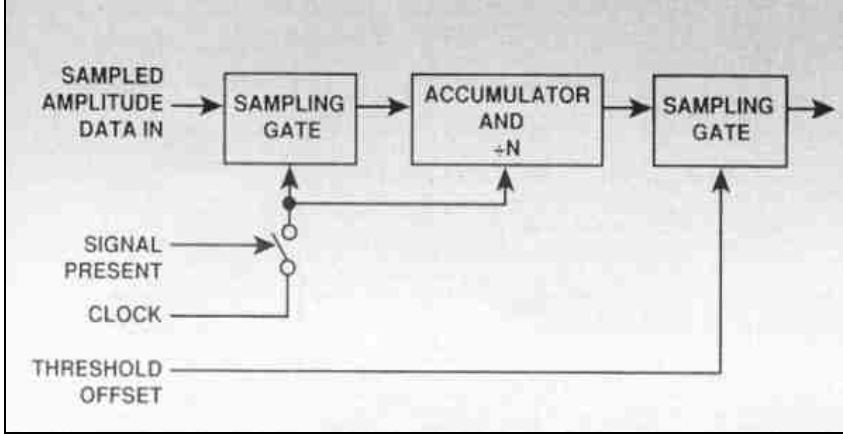 SAMPLED
AMPLITUDE
DATA IN
SAMPLING
GATE
ACCUMULATOR
AND
÷N
SAMPLING
GATE
SIGNAL
PRESENT
CLOCK
THRESHOLD
OFFSET